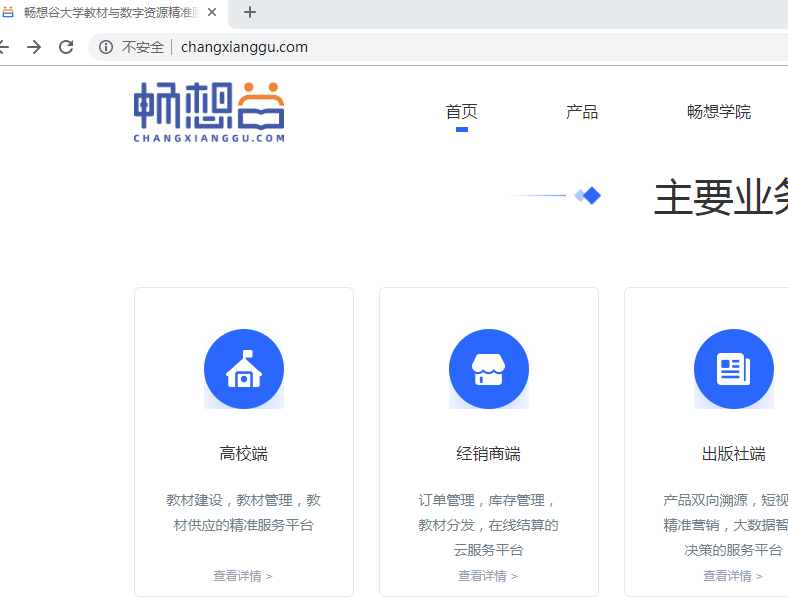 畅想谷大学教材与数字资源精准服
不安全 changxianggu.com
畅想谷
CHANGXIANGGU.COM
首页 产品 畅想学院
主要业务
高校端
教材建设，教材管理，教
材供应的精准服务平台
查看详情 >
经销商端
订单管理，库存管理，
教材分发，在线结算的
云服务平台
查看详情 >
出版社端
产品双向溯源，短视
精准营销，大数据智
决策的服务平台
查看详情 >